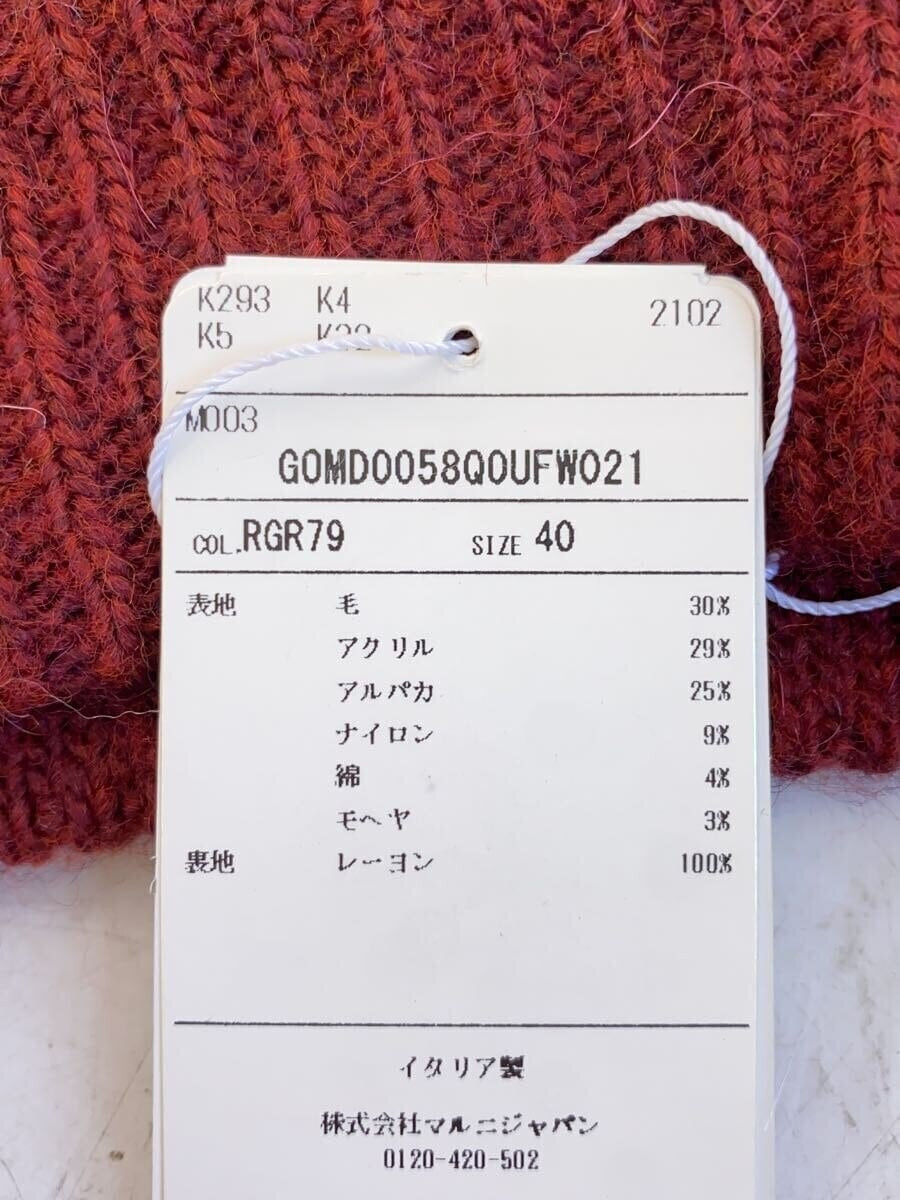 K293 K4 2102
K5
M003
G0MD0058Q0UFW021
COL.RGR79 SIZE 40
表地 毛 30%
アクリル 29%
アルパカ 25%
ナイロン 9%
綿 4%
モヘヤ 3%
裏地 レーヨン 100%
イタリア製
株式会社マルニジャパン
0120-420-502